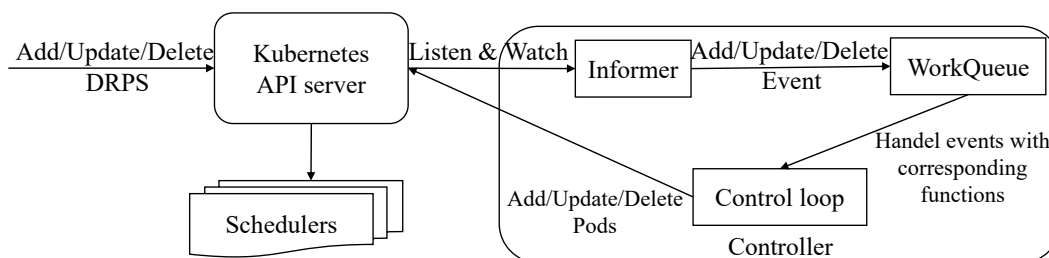 Add/Update/Delete
DRPS
Kubernetes
API server
Listen & Watch
Informer
Add/Update/Delete
Event
WorkQueue
Handel events with
corresponding
functions
Control loop
Add/Update/Delete
Pods
Controller
Schedulers